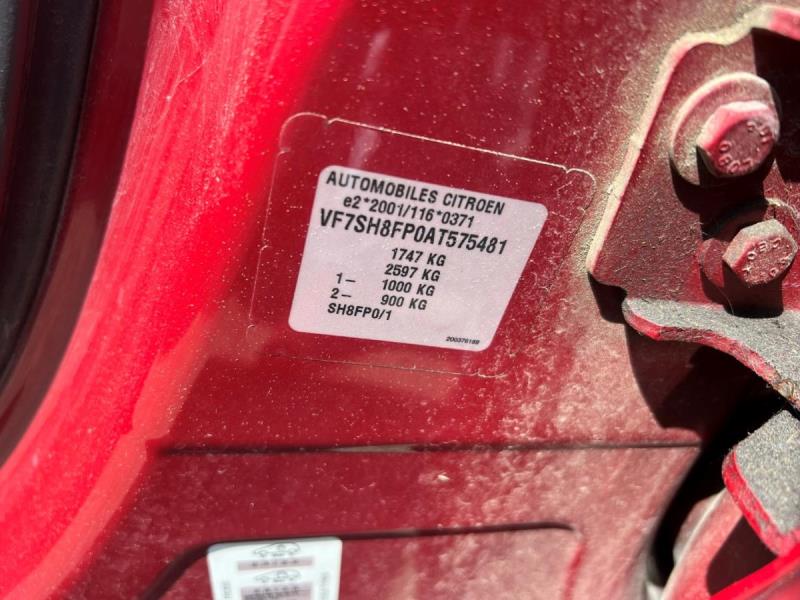 AUTOMOBILES CITROEN
e2*2001/116*0371
VF7SH8FP0AT575481
1747 KG
2597 KG
1– 1000 KG
2– 900 KG
SH8FP0/1
200376189